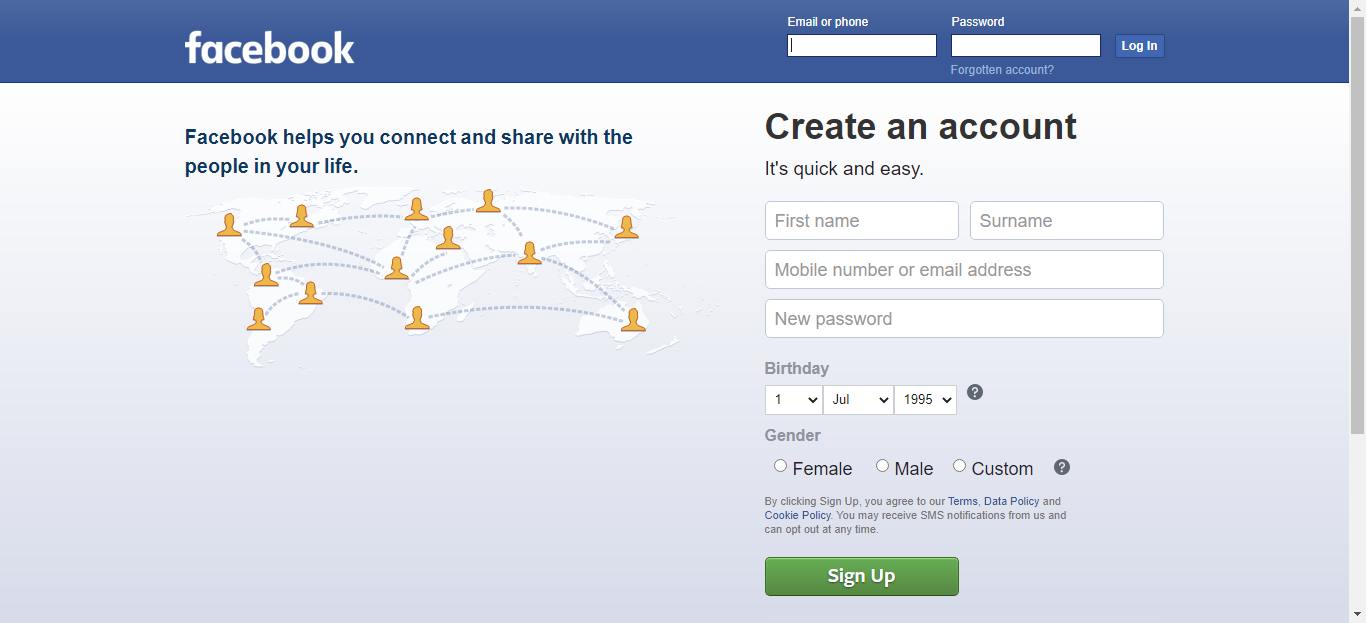 facebook
Email or phone
Password
Log In
Forgotten account?
Facebook helps you connect and share with the
people in your life.
Create an account
It's quick and easy.
First name
Surname
Mobile number or email address
New password
Birthday
1 Jul 1995 ?
Gender
Female Male Custom ?
By clicking Sign Up, you agree to our Terms, Data Policy and
Cookie Policy. You may receive SMS notifications from us and
can opt out at any time.
Sign Up